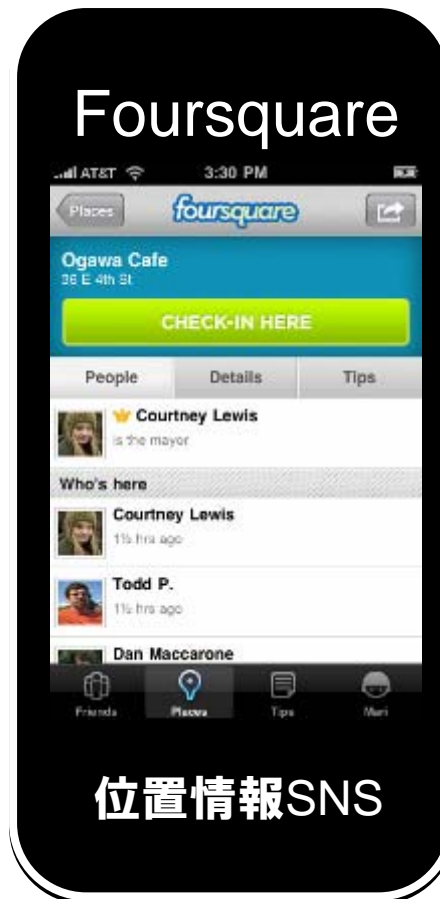 Foursquare
AT&T 3:30 PM
Places foursquare
Ogawa Cafe
36 E 4th St
CHECK-IN HERE
People Details Tips
Courtney Lewis
is the mayor
Who's here
Courtney Lewis
1½ hrs ago
Todd P.
1½ hrs ago
Dan Maccarone
Friends Places Tips Mari
位置情報SNS